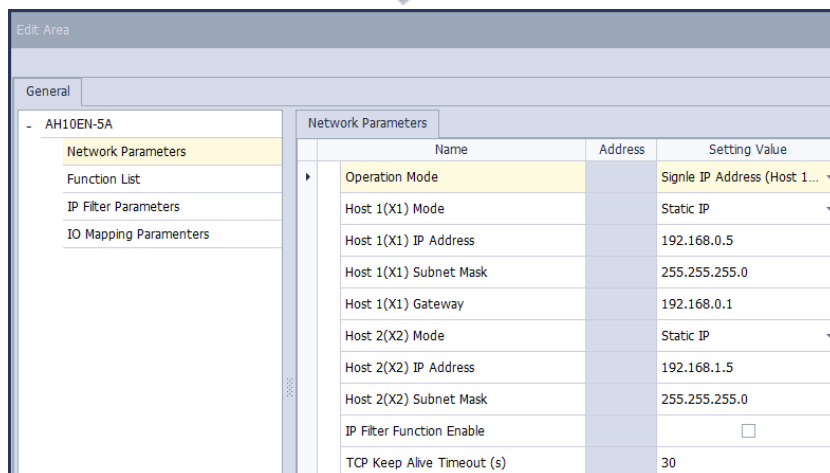 Edit Area
General
- AH10EN-5A
Network Parameters
Function List
IP Filter Parameters
IO Mapping Paramenters
Network Parameters
Name Address Setting Value
Operation Mode Signle IP Address (Host 1...
Host 1(X1) Mode Static IP
Host 1(X1) IP Address 192.168.0.5
Host 1(X1) Subnet Mask 255.255.255.0
Host 1(X1) Gateway 192.168.0.1
Host 2(X2) Mode Static IP
Host 2(X2) IP Address 192.168.1.5
Host 2(X2) Subnet Mask 255.255.255.0
IP Filter Function Enable
TCP Keep Alive Timeout (s) 30